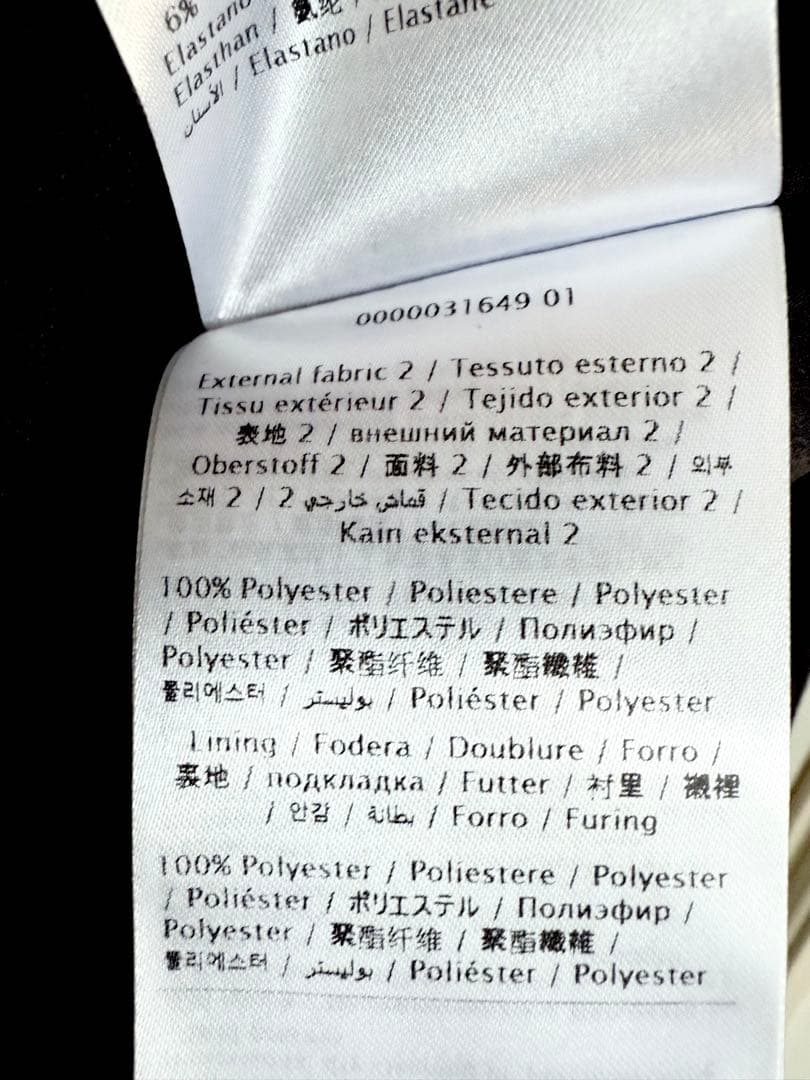 6%
Elastano
Elasthan / 氨纶 /
الأستان / Elastano / Elastane
0000031649 01
External fabric 2 / Tessuto esterno 2 /
Tissu extérieur 2 / Tejido exterior 2 /
表地 2 / внешний материал 2 /
Oberstoff 2 / 面料 2 / 外部布料 2 / 외부
소재 2 / قماش خارجي 2 / Tecido exterior 2 /
Kain eksternal 2
100% Polyester / Poliestere / Polyester
/ Poliéster / ポリエステル / Полиэфир /
Polyester / 聚酯纤维 / 聚酯纖維 /
폴리에스터 / بوليستر / Poliéster / Polyester
Lining / Fodera / Doublure / Forro /
裏地 / подкладка / Futter / 衬里 / 襯裡
/ 안감 / بطانة / Forro / Furing
100% Polyester / Poliestere / Polyester
/ Poliéster / ポリエステル / Полиэфир /
Polyester / 聚酯纤维 / 聚酯纖維 /
폴리에스터 / بوليستر / Poliéster / Polyester